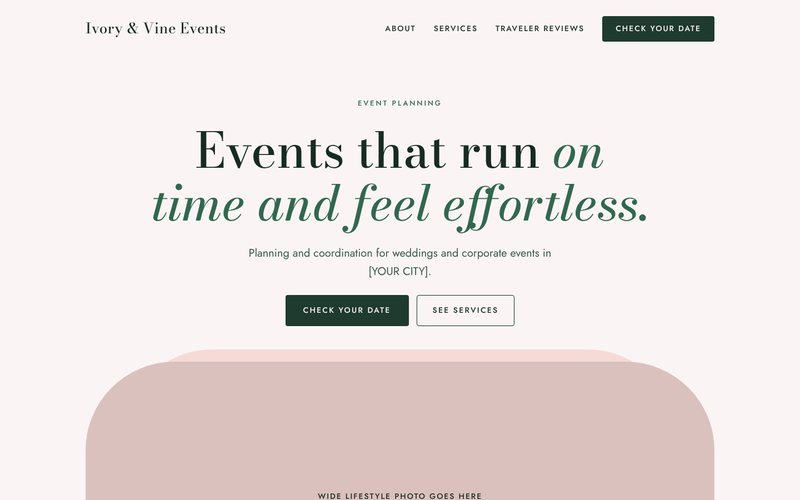 Ivory & Vine Events
ABOUT
SERVICES
TRAVELER REVIEWS
CHECK YOUR DATE
EVENT PLANNING
Events that run on
time and feel effortless.
Planning and coordination for weddings and corporate events in
[YOUR CITY].
CHECK YOUR DATE
SEE SERVICES
WIDE LIFESTYLE PHOTO GOES HERE